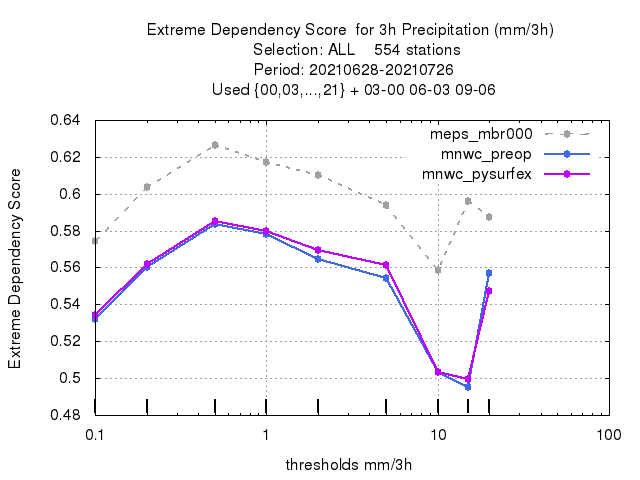 Extreme Dependency Score for 3h Precipitation (mm/3h)
Selection: ALL 554 stations
Period: 20210628-20210726
Used {00,03,...,21} + 03-00 06-03 09-06
0.64
0.62
0.6
0.58
0.56
0.54
0.52
0.5
0.48
Extreme Dependency Score
meps_mbr000
mnwc_preop
mnwc_pysurfex
0.1
1
10
100
thresholds mm/3h